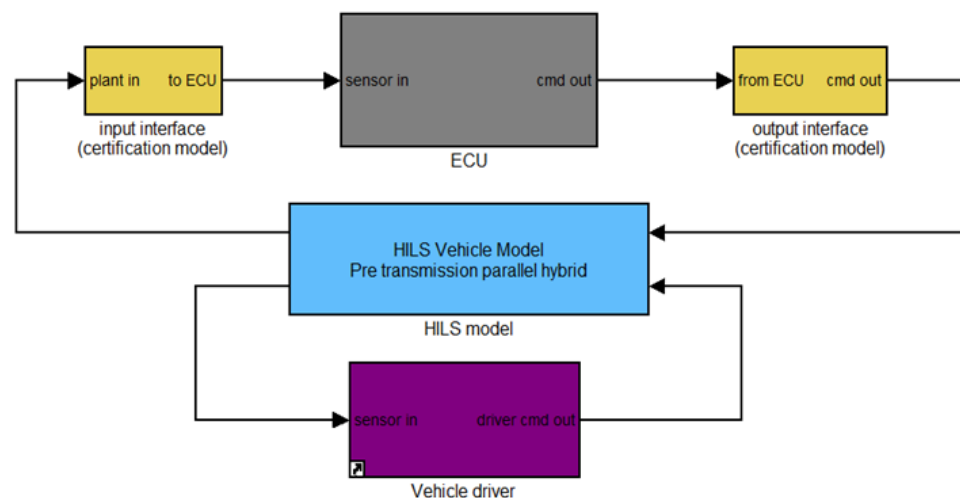 plant in to ECU
input interface
(certification model)
sensor in cmd out
ECU
from ECU cmd out
output interface
(certification model)
HILS Vehicle Model
Pre transmission parallel hybrid
HILS model
sensor in driver cmd out
Vehicle driver